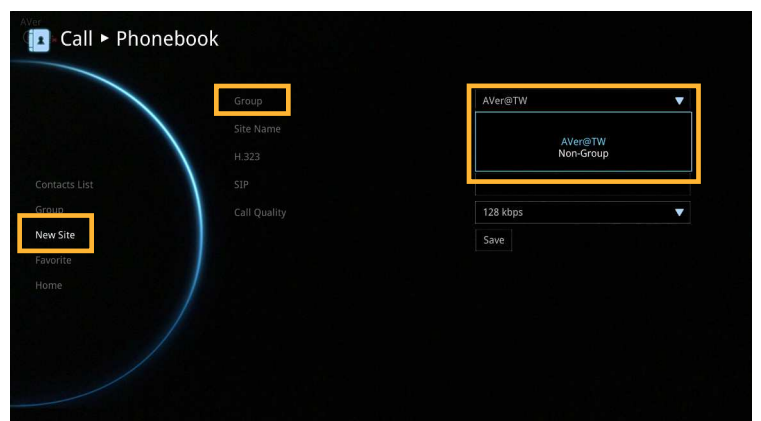 AVer
Call ► Phonebook
Group
AVer@TW ▼
AVer@TW
Non-Group
Site Name
H.323
SIP
Call Quality
128 kbps ▼
Save
Contacts List
Group
New Site
Favorite
Home